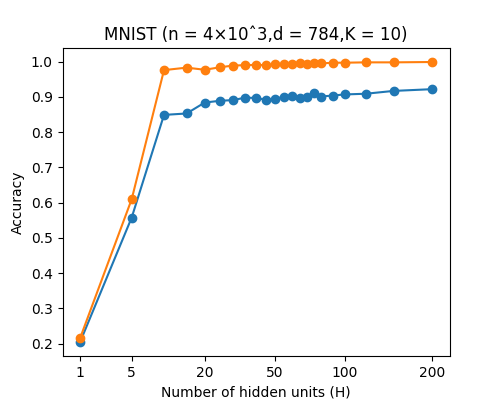 MNIST (n = 4×10ˆ3,d = 784,K = 10)
1.0
0.9
0.8
0.7
0.6
0.5
0.4
0.3
0.2
Accuracy
1 5 20 50 100 200
Number of hidden units (H)